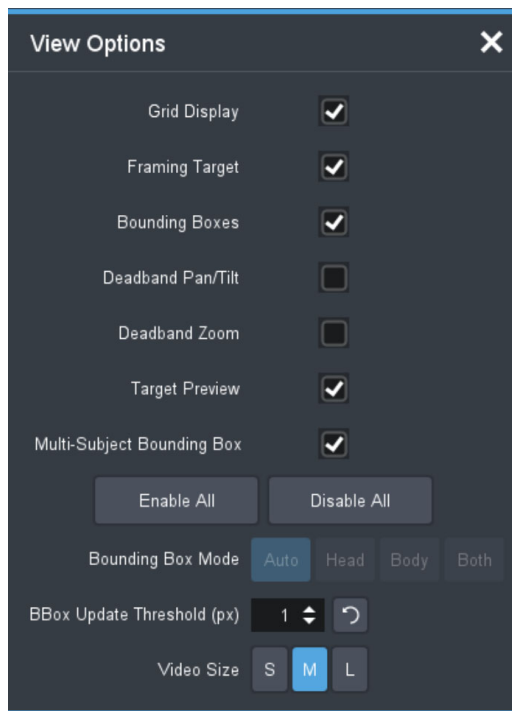 View Options
Grid Display
Framing Target
Bounding Boxes
Deadband Pan/Tilt
Deadband Zoom
Target Preview
Multi-Subject Bounding Box
Enable All Disable All
Bounding Box Mode Auto Head Body Both
BBox Update Threshold (px) 1
Video Size S M L